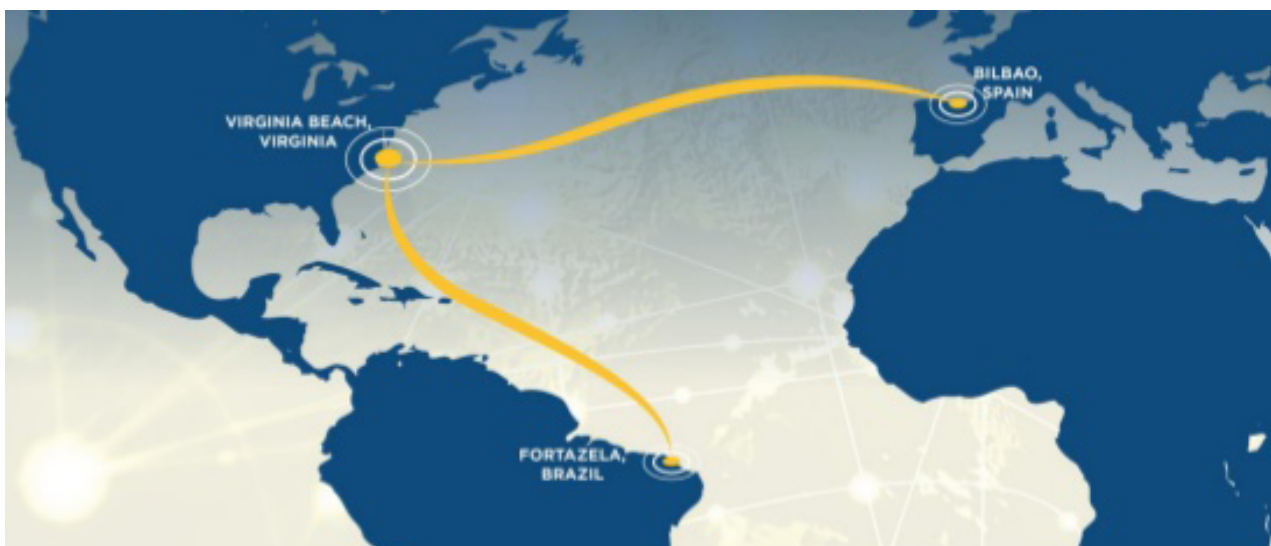 BILBAO,
SPAIN
VIRGINIA BEACH,
VIRGINIA
FORTAZELA,
BRAZIL